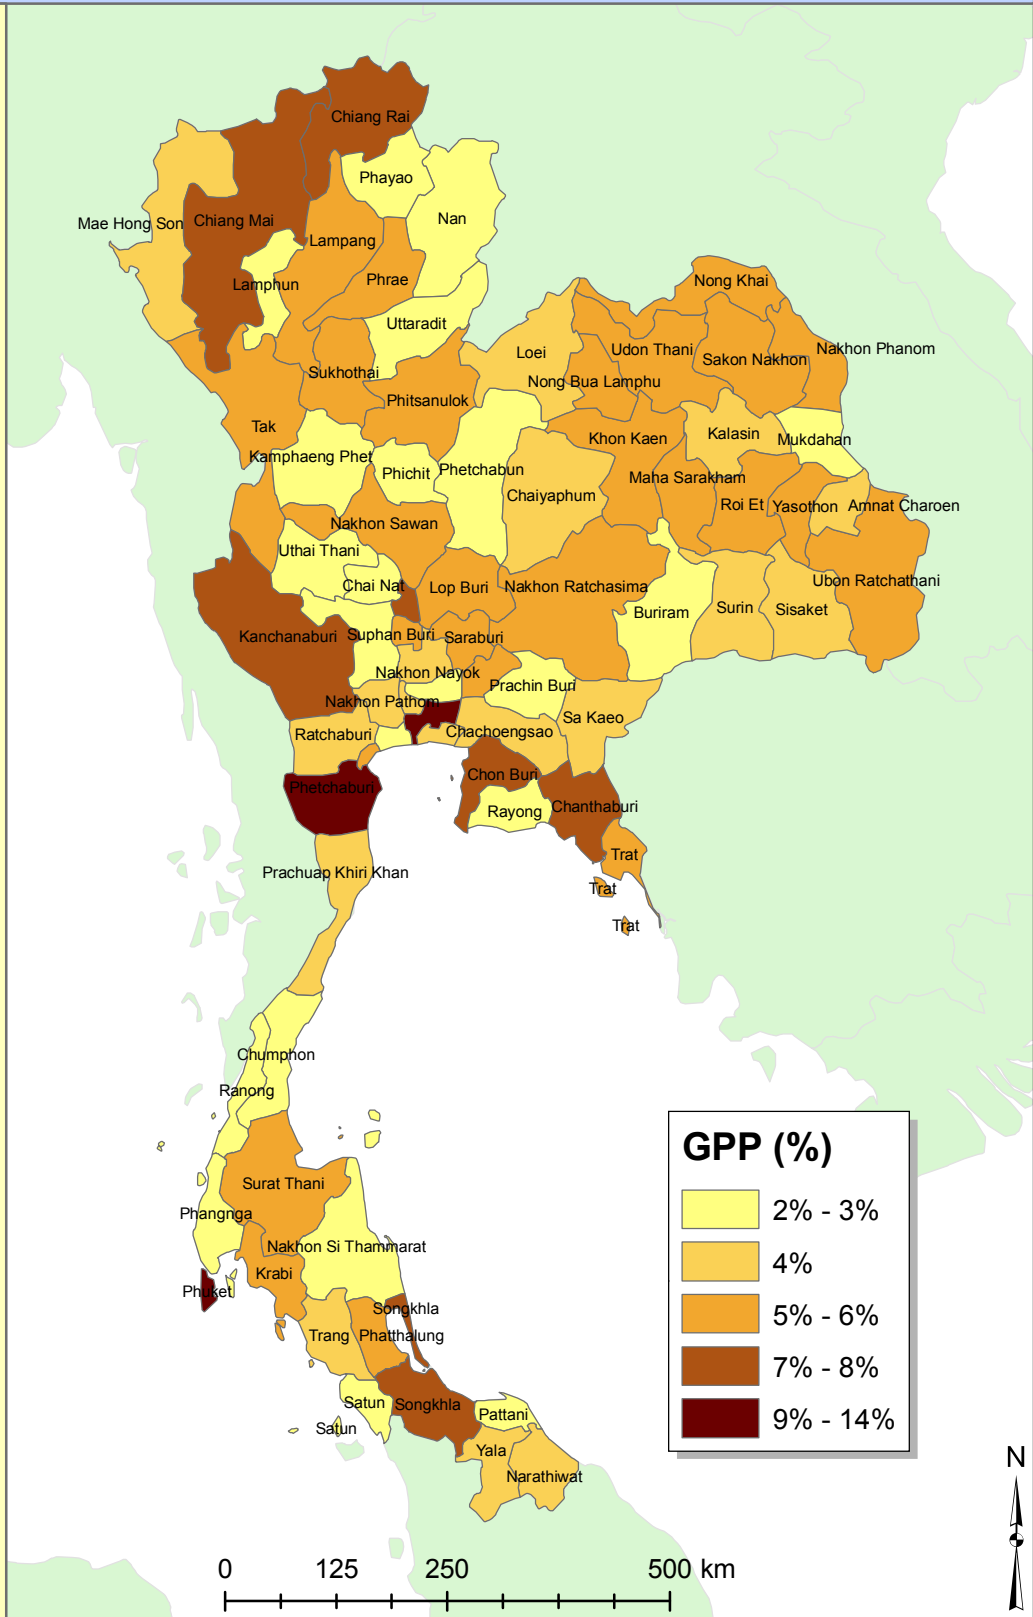 Chiang Rai
Phayao
Mae Hong Son
Chiang Mai
Nan
Lampang
Phrae
Lamphun
Nong Khai
Uttaradit
Loei
Udon Thani
Nakhon Phanom
Sakon Nakhon
Sukhothai
Nong Bua Lamphu
Phitsanulok
Tak
Khon Kaen
Kalasin
Mukdahan
Kamphaeng Phet
Phichit
Phetchabun
Maha Sarakham
Chaiyaphum
Roi Et
Yasothon
Amnat Charoen
Nakhon Sawan
Uthai Thani
Chai Nat
Lop Buri
Nakhon Ratchasima
Ubon Ratchathani
Buriram
Surin
Sisaket
Kanchanaburi
Suphan Buri
Saraburi
Nakhon Nayok
Prachin Buri
Nakhon Pathom
Sa Kaeo
Ratchaburi
Chachoengsao
Chon Buri
Phetchaburi
Chanthaburi
Rayong
Trat
Prachuap Khiri Khan
Trat
Trat
Chumphon
Ranong
Surat Thani
Phangnga
Nakhon Si Thammarat
Krabi
Phuket
Songkhla
Trang
Phatthalung
Satun
Songkhla
Pattani
Satun
Yala
Narathiwat
GPP (%)
2% - 3%
4%
5% - 6%
7% - 8%
9% - 14%
N
0 125 250 500 km